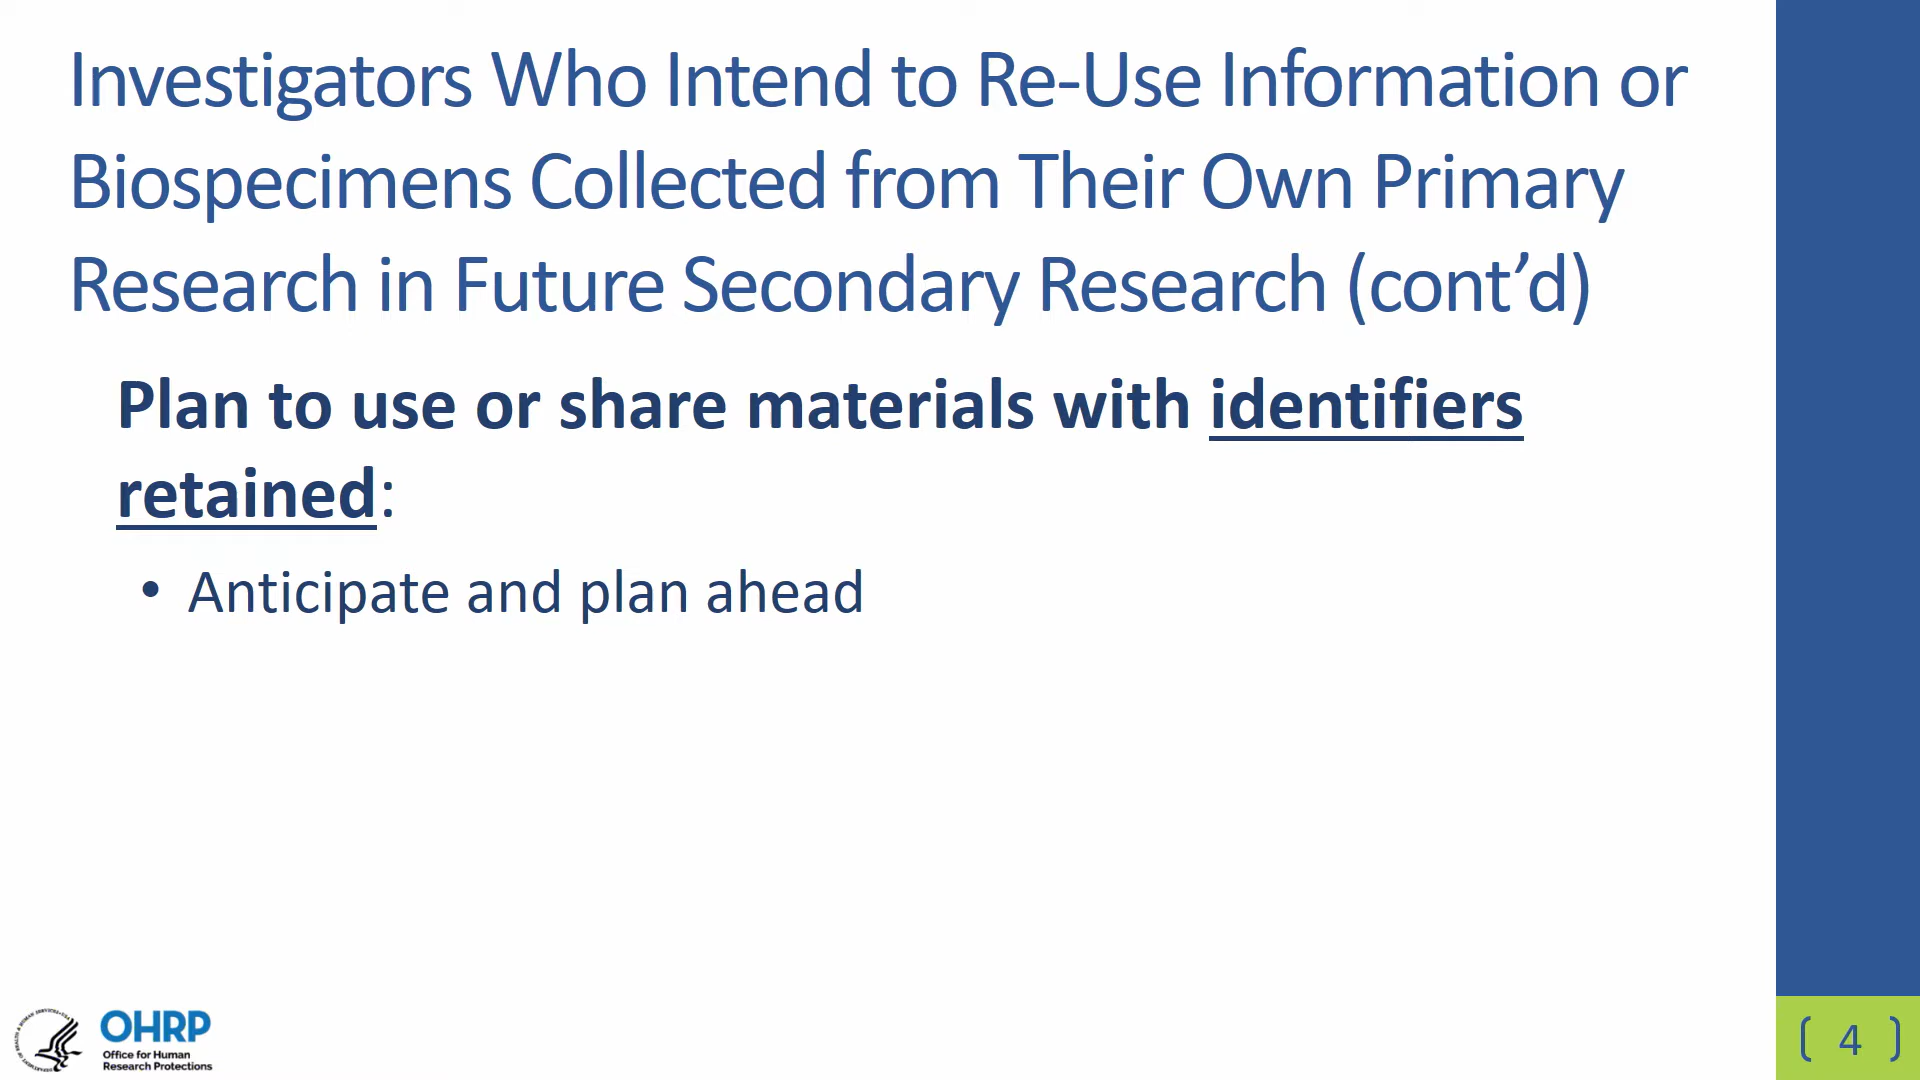 Investigators Who Intend to Re-Use Information or
Biospecimens Collected from Their Own Primary
Research in Future Secondary Research (cont’d)
Plan to use or share materials with identifiers
retained:
• Anticipate and plan ahead
OHRP
Office for Human
Research Protections
4